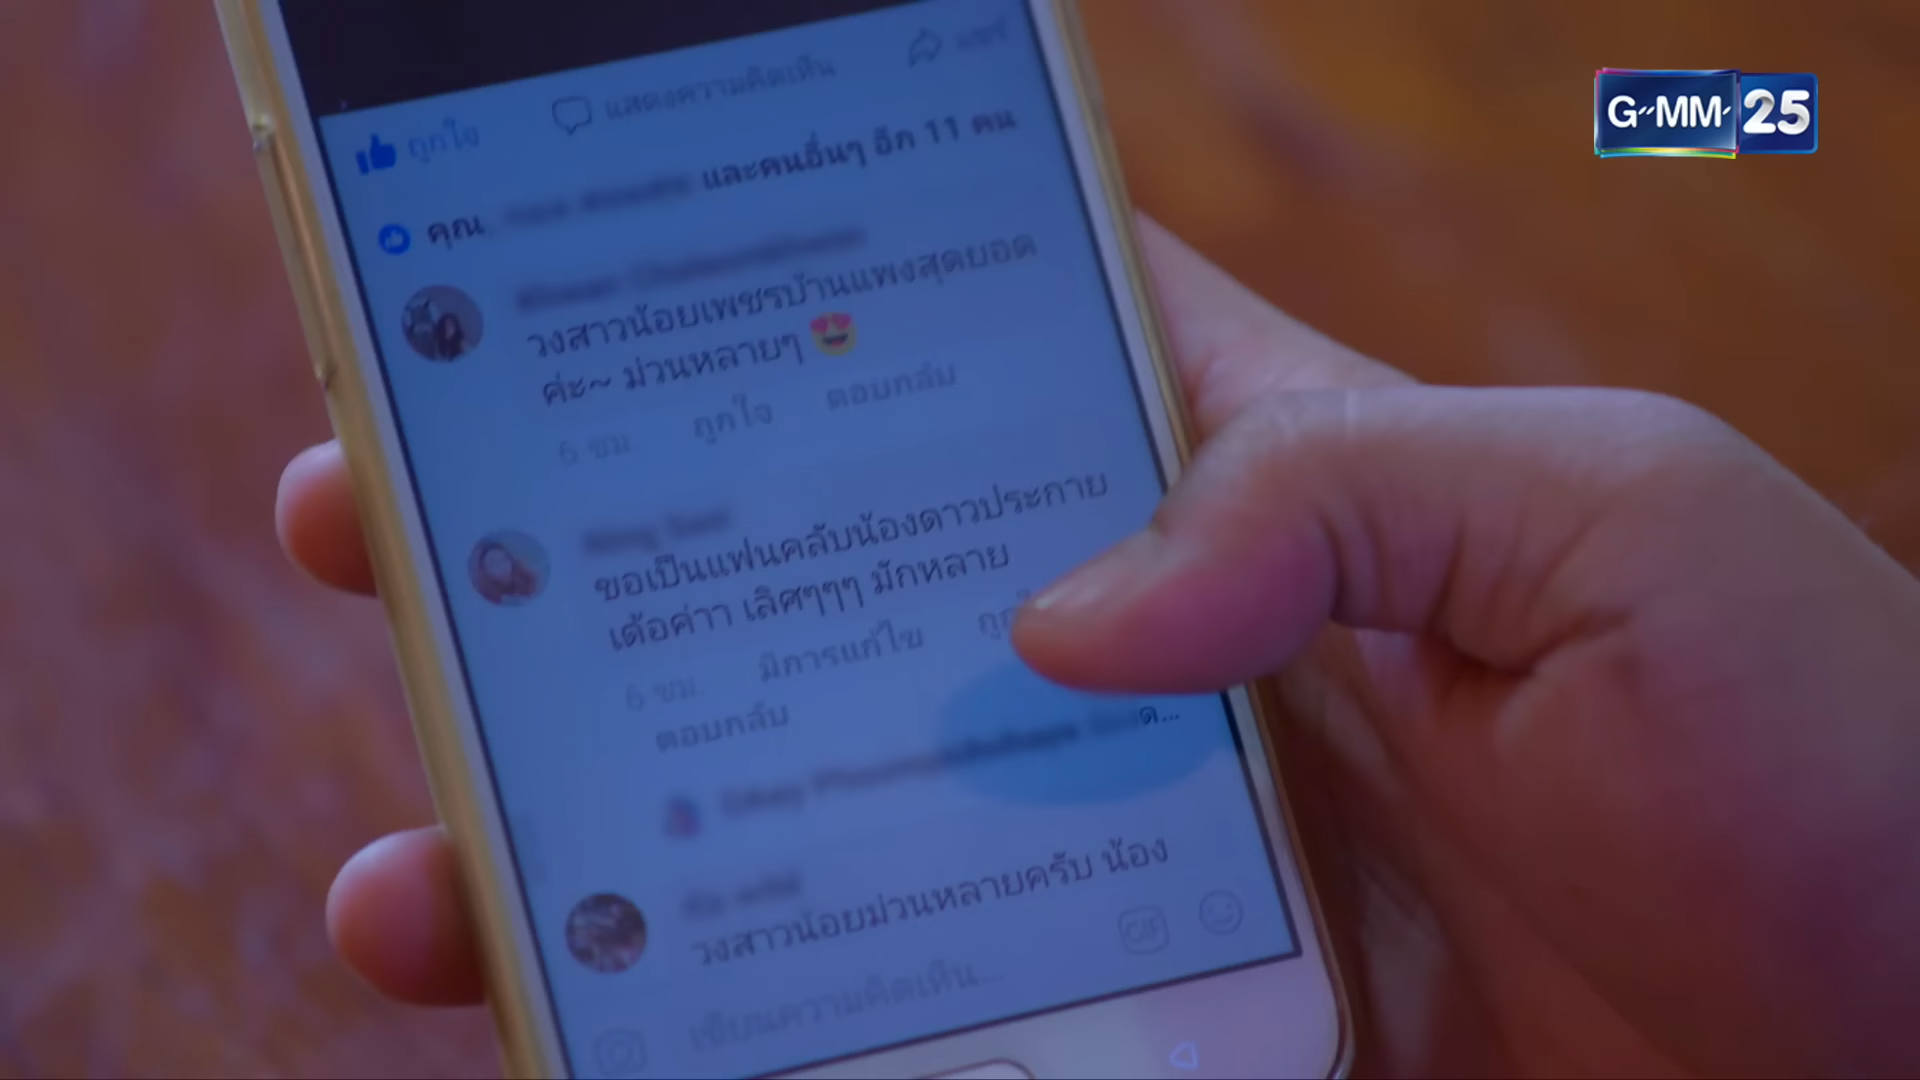 GMM 25
ถูกใจ
แสดงความคิดเห็น
แชร์
คุณ
และคนอื่นๆ อีก 11 คน
วงสาวน้อยเพชรบ้านแพงสุดยอด
ค่ะ~ ม่วนหลายๆ 😍
6 ชม.
ถูกใจ
ตอบกลับ
ขอเป็นแฟนคลับน้องดาวประกาย
เด้อค่าา เลิศๆๆๆ มักหลาย
6 ชม.
มีการแก้ไข
ตอบกลับ
วงสาวน้อยม่วนหลายครับ น้อง
เขียนความคิดเห็น...
GIF